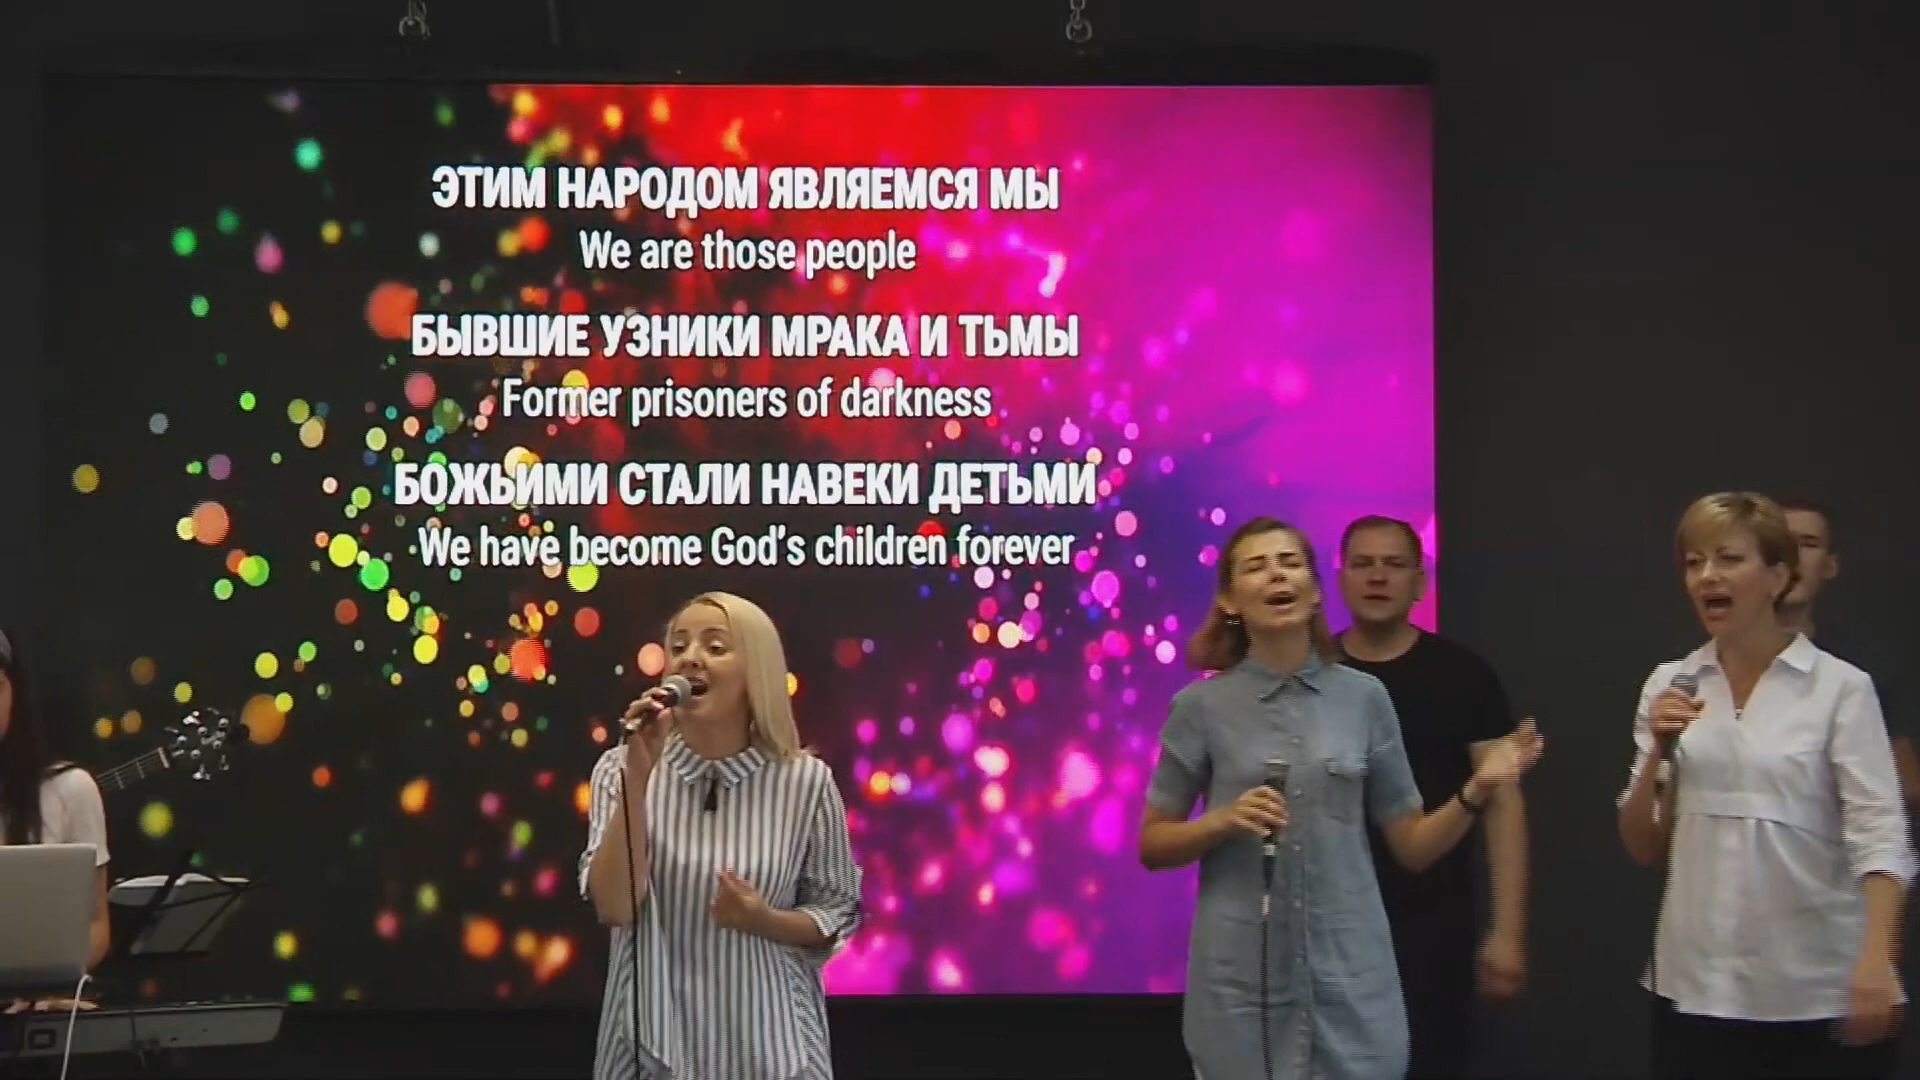 ЭТИМ НАРОДОМ ЯВЛЯЕМСЯ МЫ
We are those people
БЫВШИЕ УЗНИКИ МРАКА И ТЬМЫ
Former prisoners of darkness
БОЖЬИМИ СТАЛИ НАВЕКИ ДЕТЬМИ
We have become God's children forever